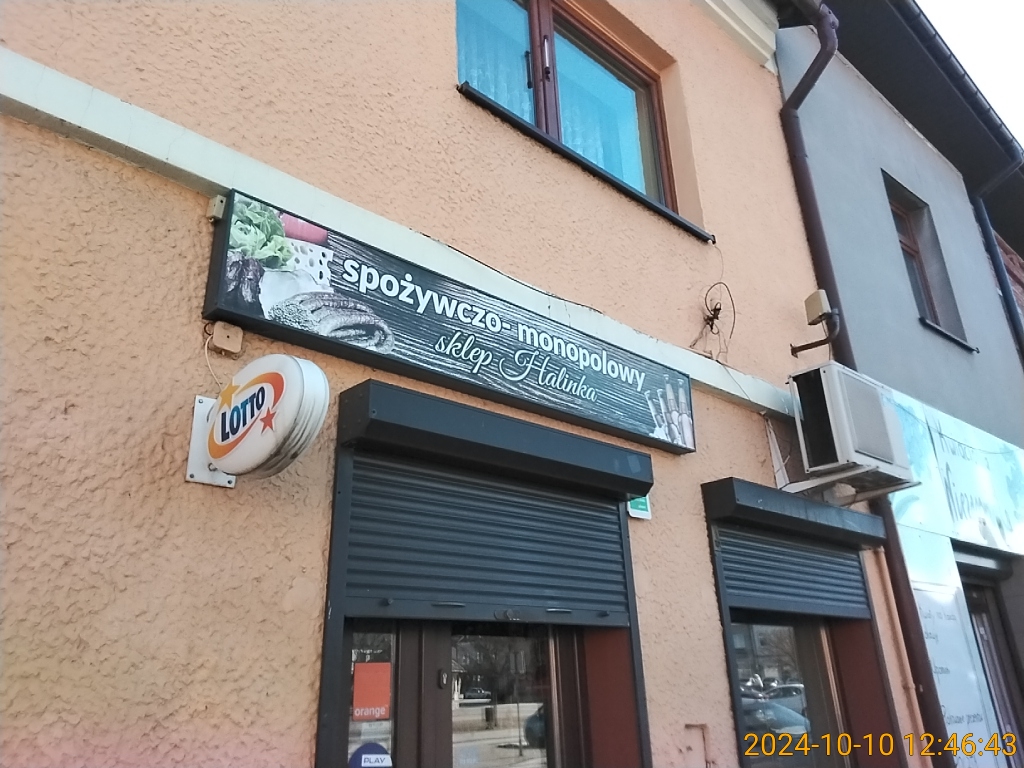 spożywczo- monopolowy
sklep Halinka
LOTTO
orange
PLAY
2024-10-10 12:46:43